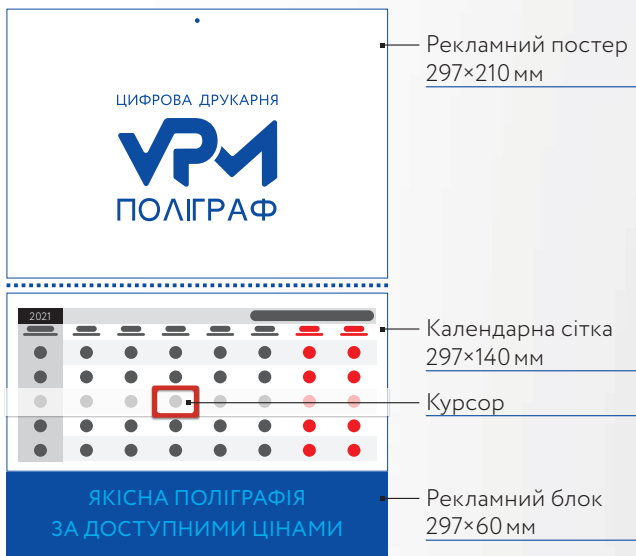 ЦИФРОВА ДРУКАРНЯ
VPM
ПОЛІГРАФ
Рекламний постер
297×210 мм
2021
Календарна сітка
297×140 мм
Курсор
ЯКІСНА ПОЛІГРАФІЯ
ЗА ДОСТУПНИМИ ЦІНАМИ
Рекламний блок
297×60 мм